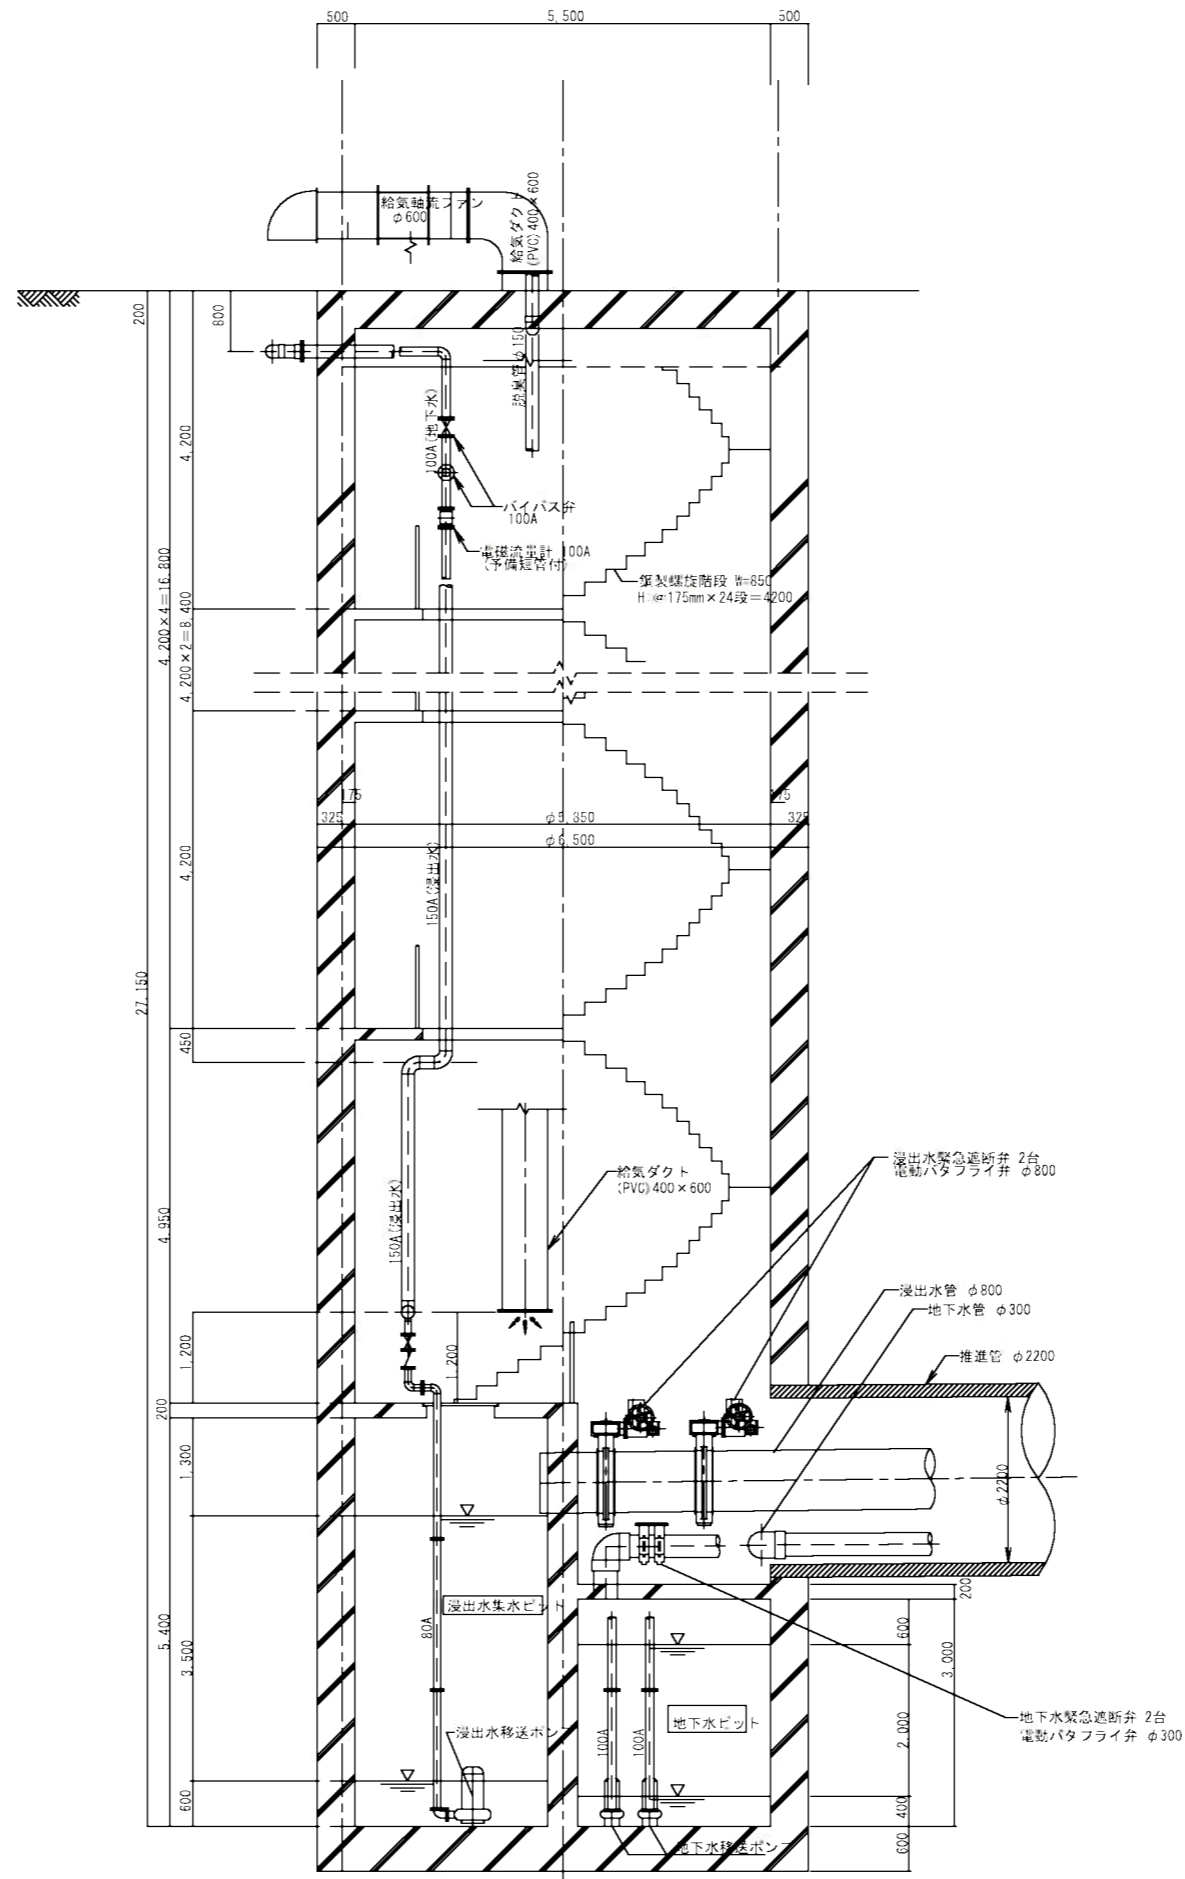 500
5,500
500
給気軸流ファン
φ600
給気ダクト
(PVC)400×600
200
800
脱臭管φ150
100A(地下水)
4,200
バイパス弁
100A
電磁流量計 100A
(予備短管付)
鋼製螺旋階段 W=850
H=@175mm×24段=4200
4,200×4=16,800
4,200×2=8,400
175
175
325
φ5,850
325
φ6,500
4,200
150A(浸出水)
27,150
450
浸出水緊急遮断弁 2台
電動バタフライ弁 φ800
給気ダクト
(PVC)400×600
150A(浸出水)
4,950
浸出水管 φ800
地下水管 φ300
推進管 φ2200
1,200
1,200
200
1,300
φ2200
浸出水集水ピット
80A
5,400
3,500
200
600
3,000
地下水ピット
地下水緊急遮断弁 2台
電動バタフライ弁 φ300
浸出水移送ポンプ
100A
100A
2,000
600
400
地下水移送ポンプ
600